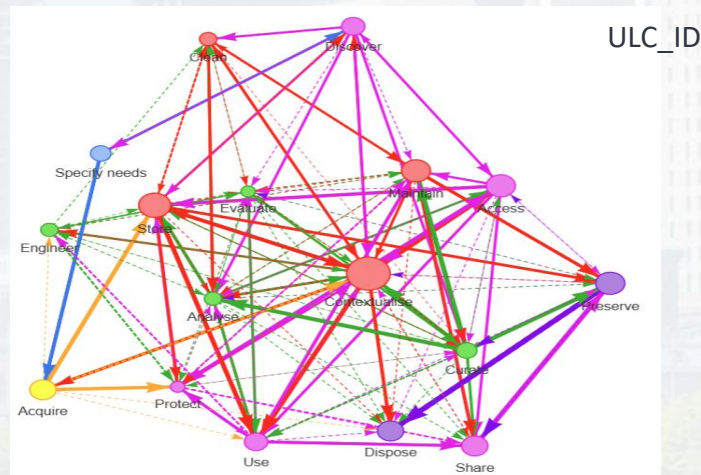 ULC_ID
Clean
Discover
Specify needs
Maintain
Access
Evaluate
Store
Engineer
Contextualise
Preserve
Analyse
Curate
Acquire
Protect
Use
Dispose
Share